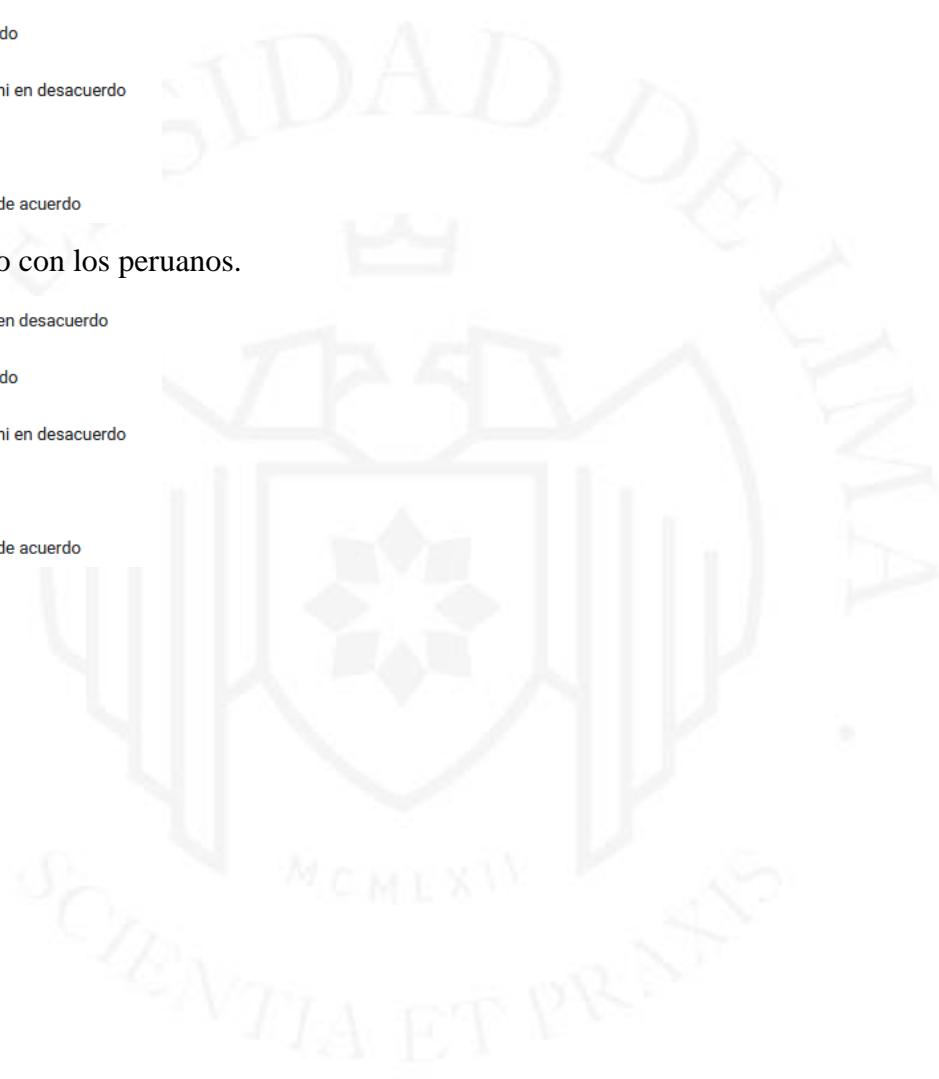 do
ni en desacuerdo
de acuerdo
o con los peruanos.
en desacuerdo
do
ni en desacuerdo
de acuerdo
SIDAD DE LIMA
MCMLXII
SCIENTIA ET PRAXIS